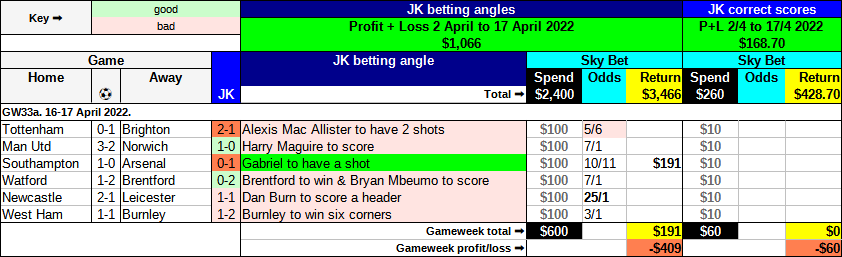 Key ➡ good JK betting angles JK correct scores
bad Profit + Loss 2 April to 17 April 2022 P+L 2/4 to 17/4 2022
$1,066 $168.70
Game JK betting angle Sky Bet Sky Bet
Home Away Spend Odds Return Spend Odds Return
JK Total ➡ $2,400 $3,466 $260 $428.70
GW33a. 16-17 April 2022.
Tottenham 0-1 Brighton 2-1 Alexis Mac Allister to have 2 shots $100 5/6 $10
Man Utd 3-2 Norwich 1-0 Harry Maguire to score $100 7/1 $10
Southampton 1-0 Arsenal 0-1 Gabriel to have a shot $100 10/11 $191 $10
Watford 1-2 Brentford 0-2 Brentford to win & Bryan Mbeumo to score $100 7/1 $10
Newcastle 2-1 Leicester 1-1 Dan Burn to score a header $100 25/1 $10
West Ham 1-1 Burnley 1-2 Burnley to win six corners $100 3/1 $10
Gameweek total ➡ $600 $191 $60 $0
Gameweek profit/loss ➡ -$409 -$60